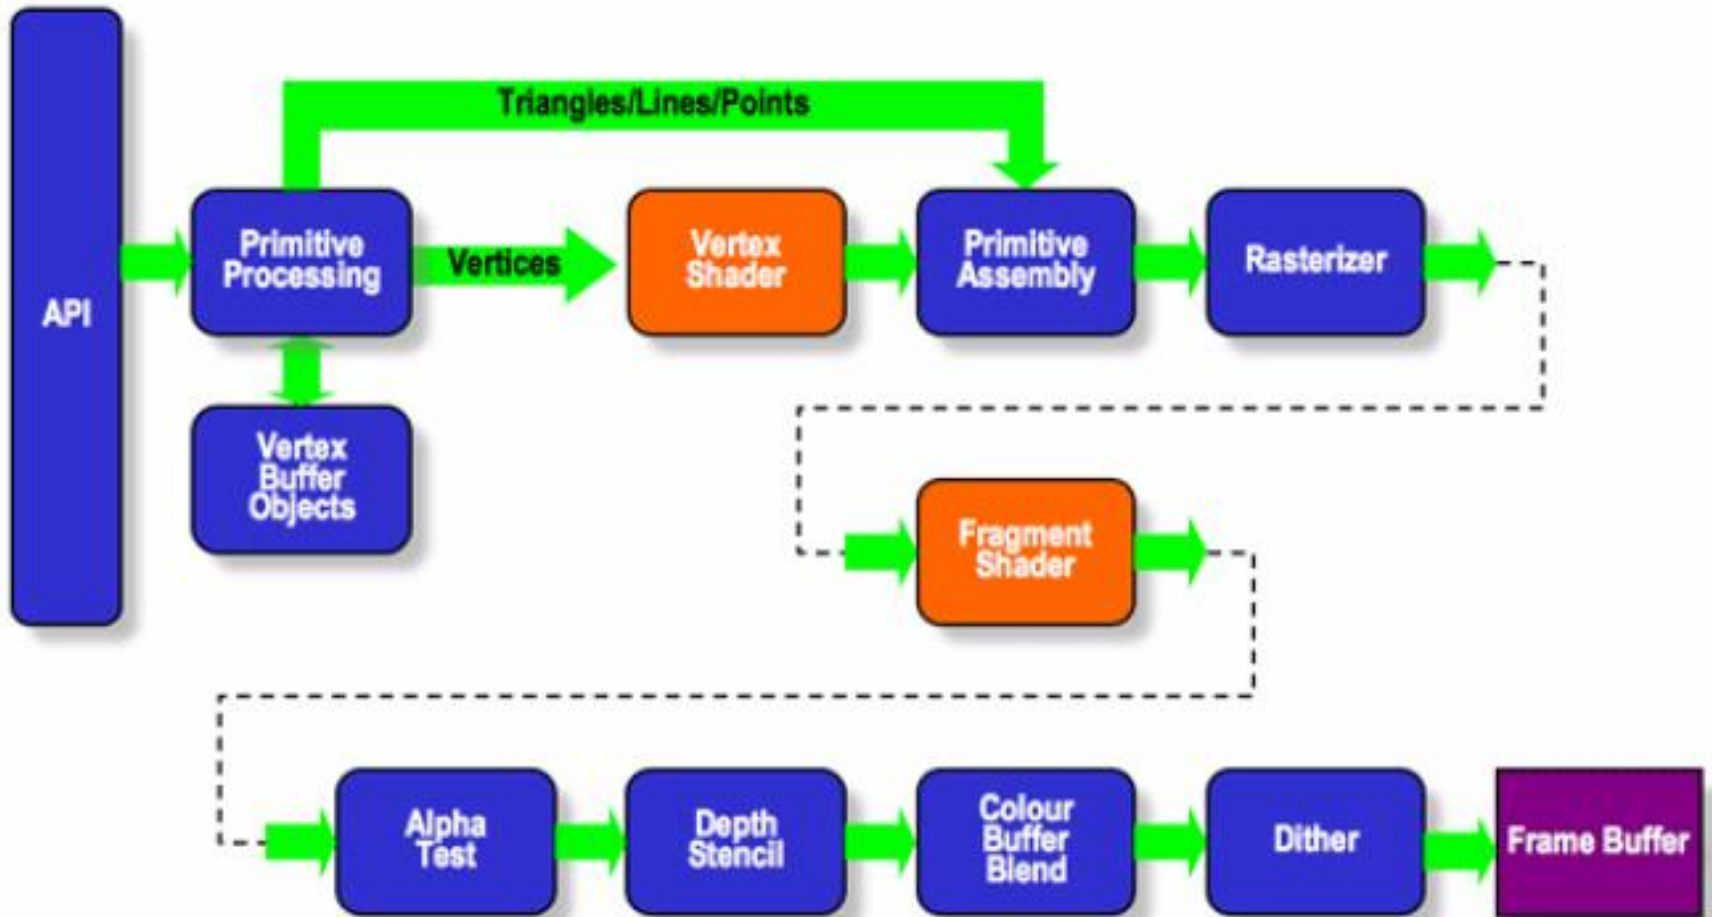 Triangles/Lines/Points
API
Primitive
Processing
Vertices
Vertex
Shader
Primitive
Assembly
Rasterizer
Vertex
Buffer
Objects
Fragment
Shader
Alpha
Test
Depth
Stencil
Colour
Buffer
Blend
Dither
Frame Buffer